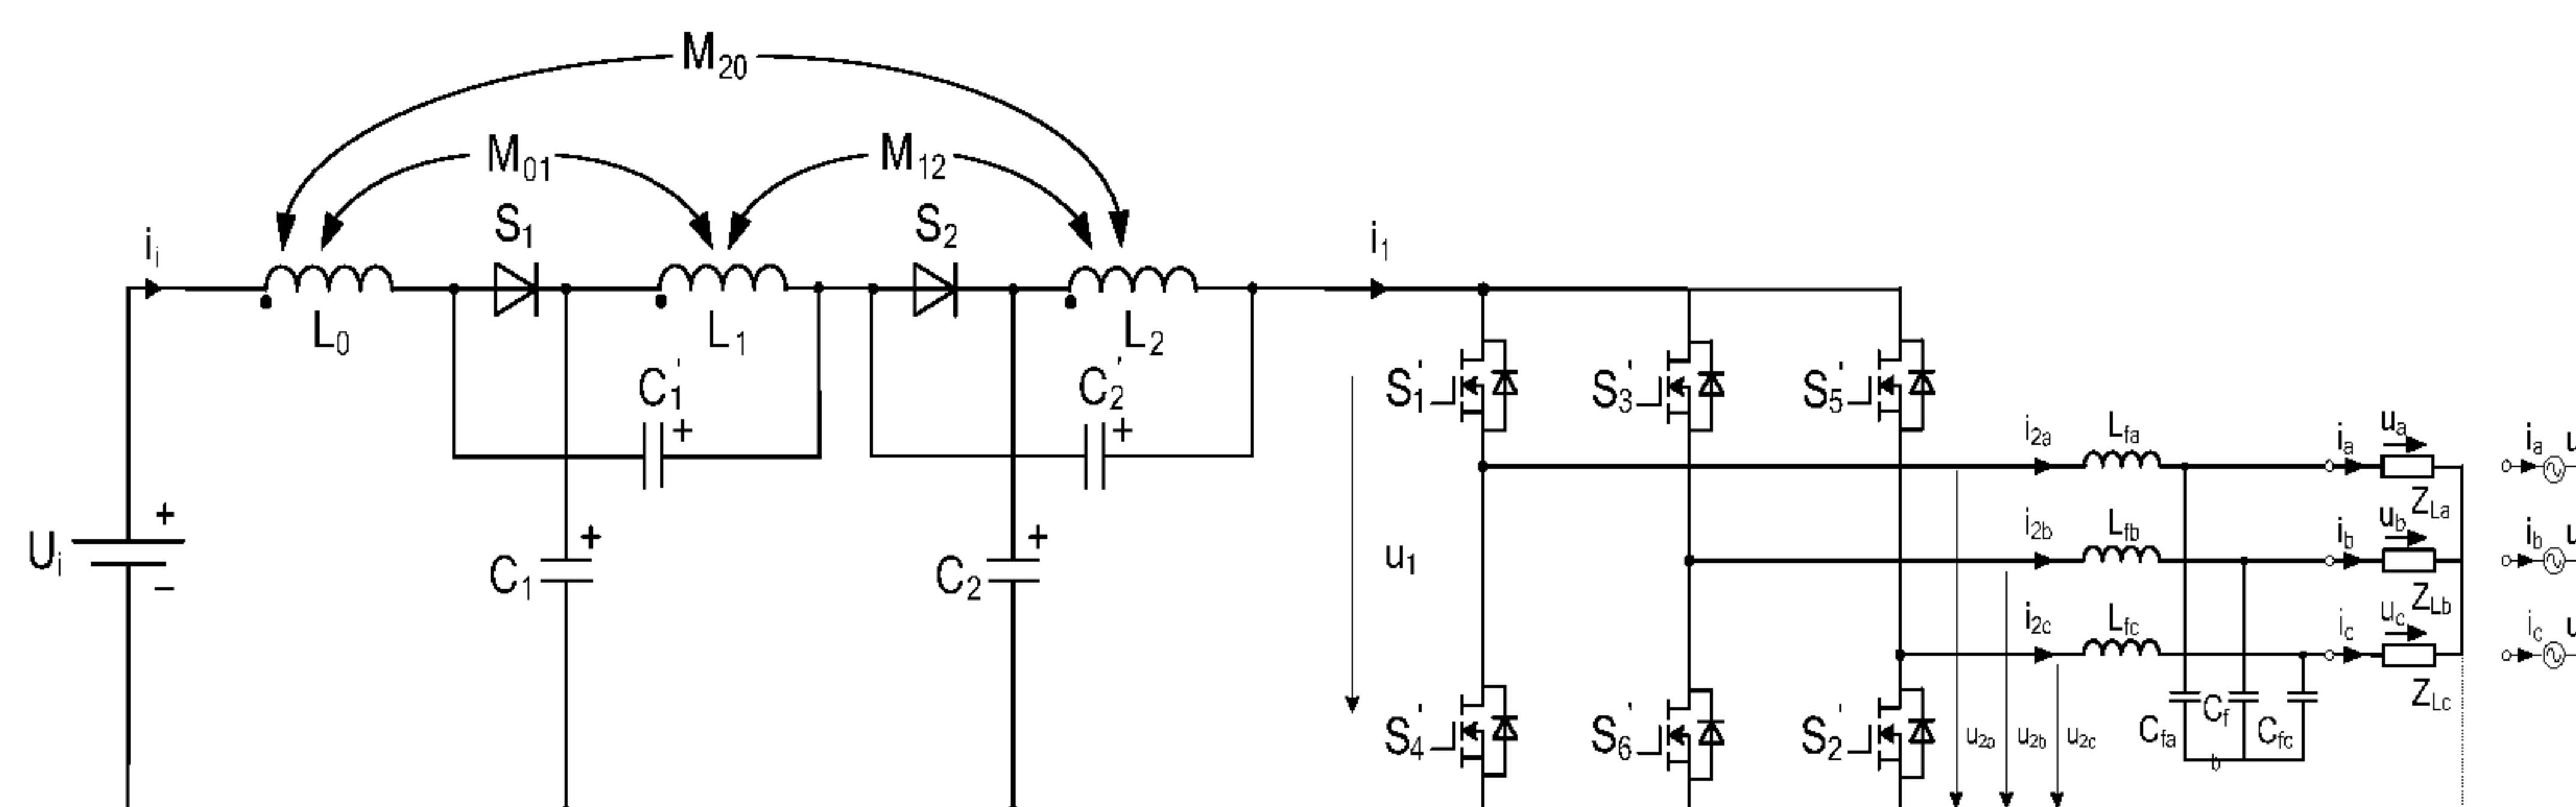 M20
M01
M12
S1
S2
ii
i1
L0
L1
L2
C1'
C2'
+
+
S1'
S3'
S5'
Ui
+
−
C1
+
C2
+
u1
i2a
Lfa
ia
ua
ZLa
ia
u
i2b
Lfb
ib
ub
ZLb
ib
u
i2c
Lfc
ic
uc
ZLc
ic
u
S4'
S6'
S2'
u2a
u2b
u2c
Cfa
Cf
b
Cfc